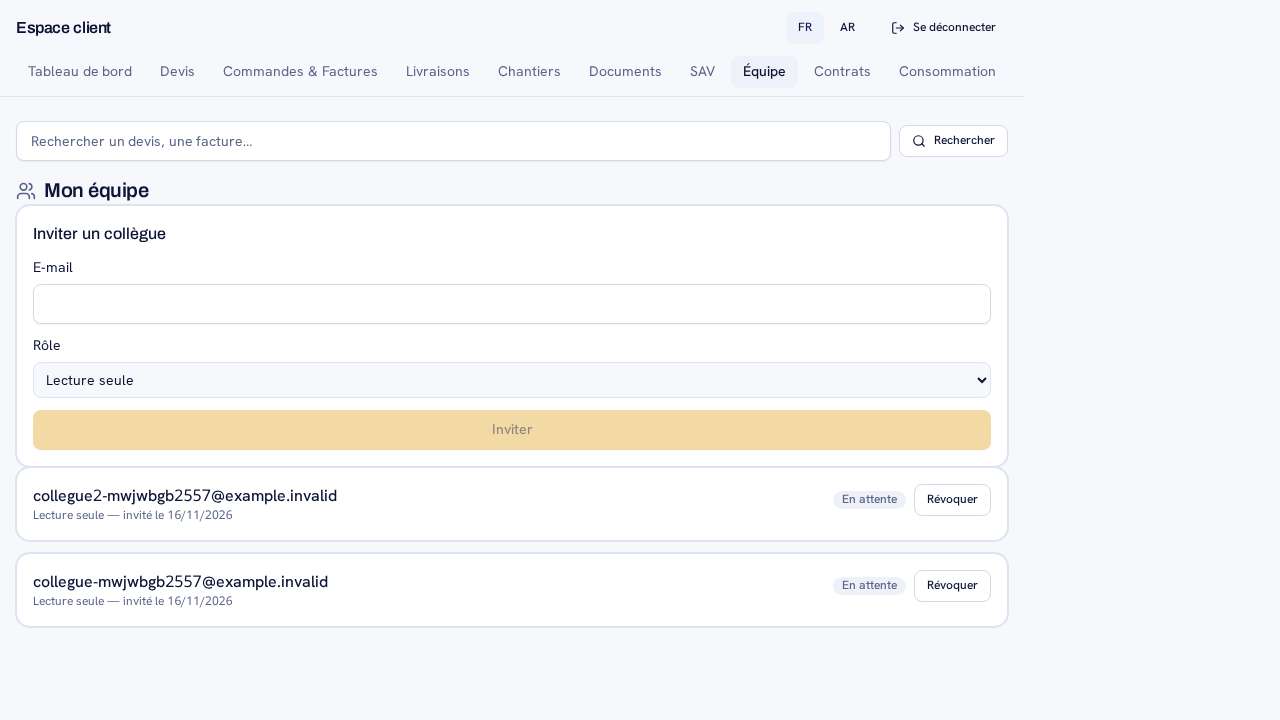 Espace client
FR AR Se déconnecter
Tableau de bord Devis Commandes & Factures Livraisons Chantiers Documents SAV Équipe Contrats Consommation
Rechercher un devis, une facture... Rechercher
Mon équipe
Inviter un collègue
E-mail
Rôle
Lecture seule
Inviter
collegue2-mwjwbgb2557@example.invalid
En attente Révoquer
Lecture seule — invité le 16/11/2026
collegue-mwjwbgb2557@example.invalid
En attente Révoquer
Lecture seule — invité le 16/11/2026